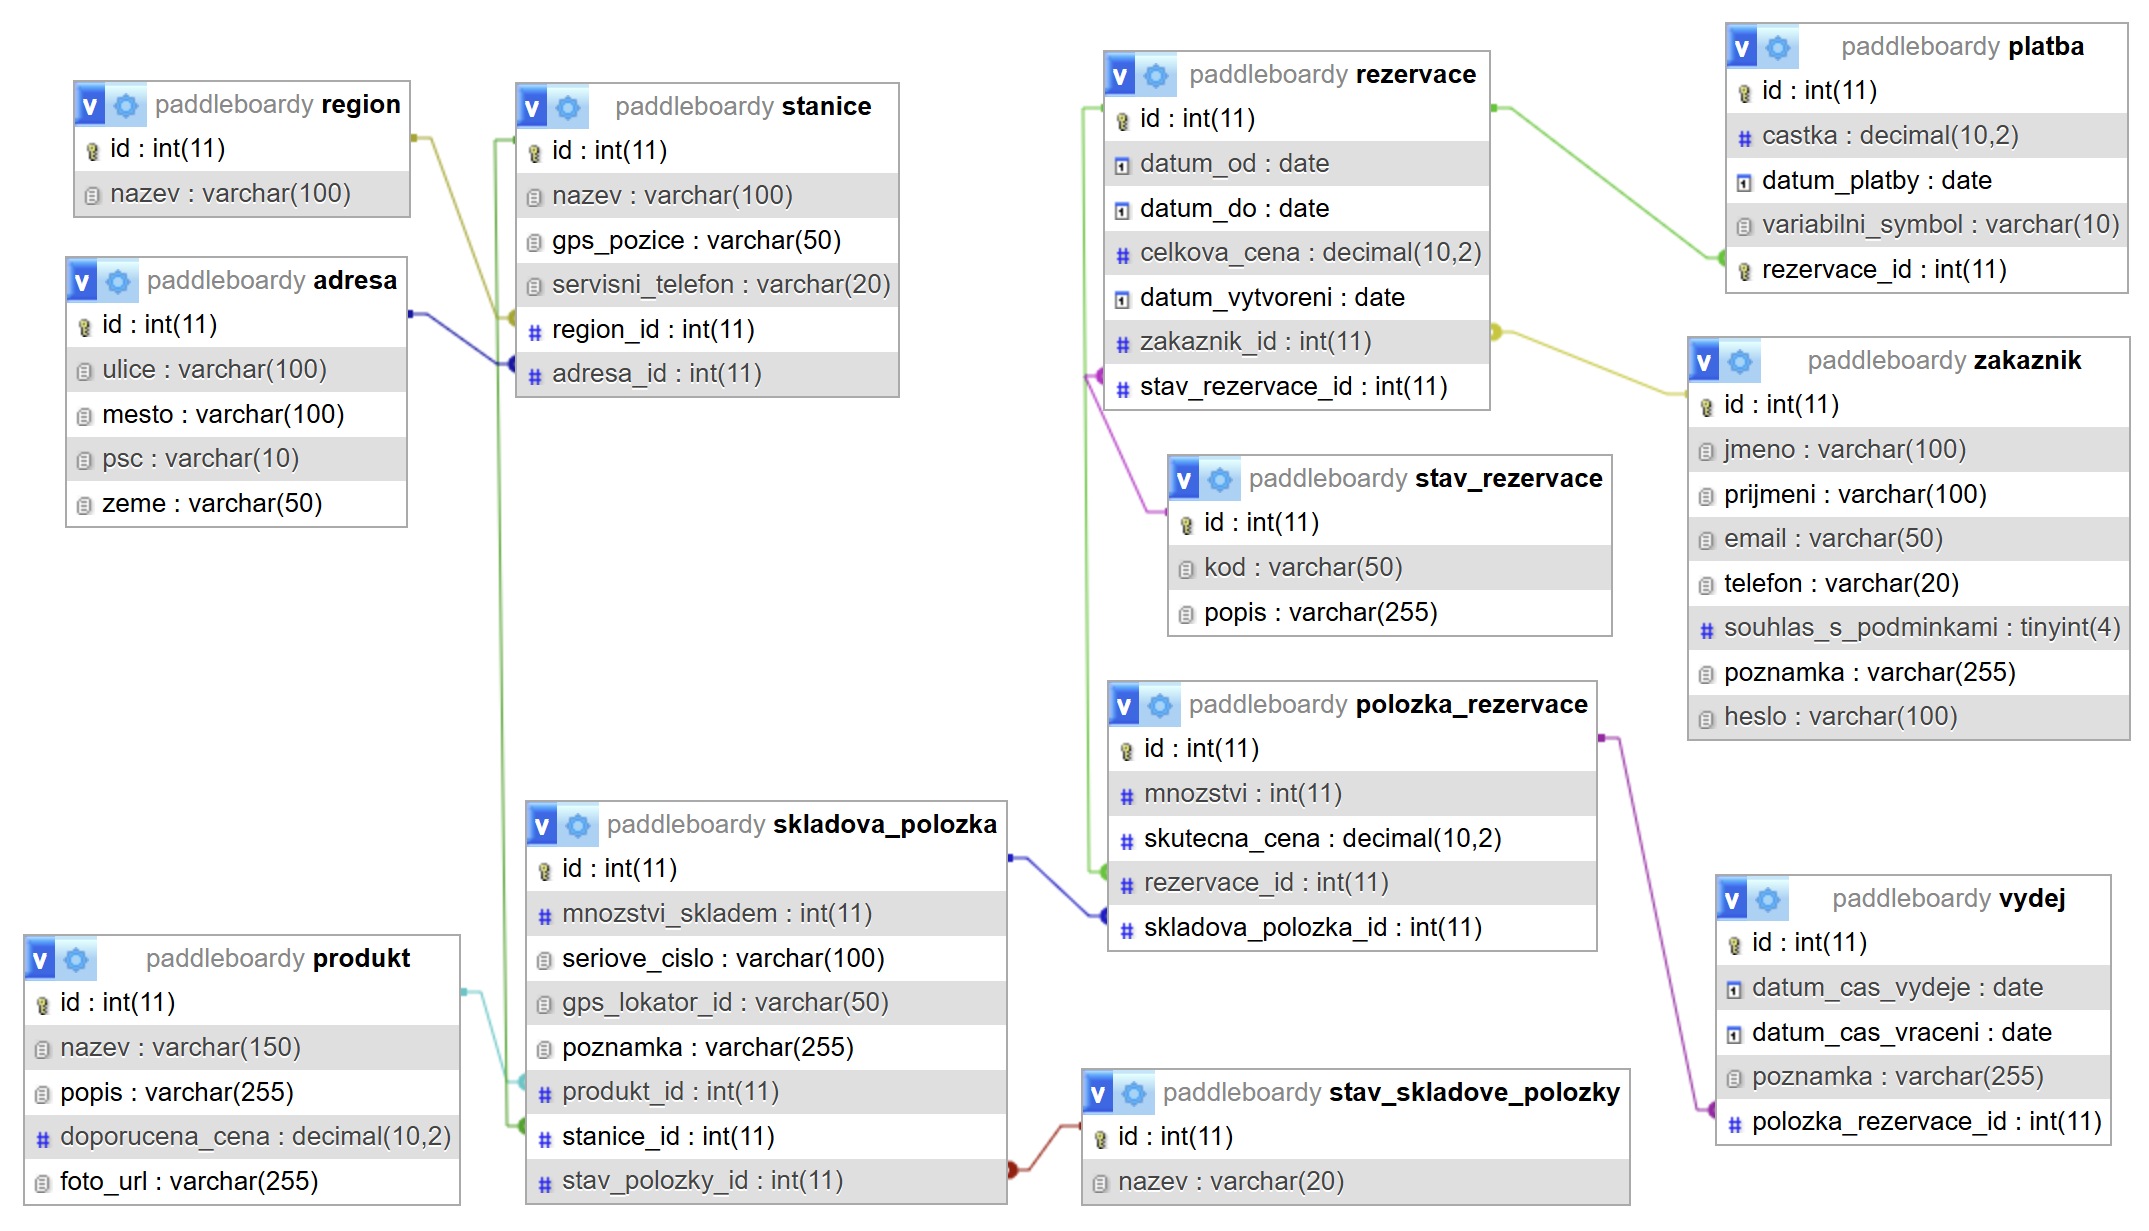 paddleboardy region
id : int(11)
nazev : varchar(100)
paddleboardy adresa
id : int(11)
ulice : varchar(100)
mesto : varchar(100)
psc : varchar(10)
zeme : varchar(50)
paddleboardy stanice
id : int(11)
nazev : varchar(100)
gps_pozice : varchar(50)
servisni_telefon : varchar(20)
region_id : int(11)
adresa_id : int(11)
paddleboardy rezervace
id : int(11)
datum_od : date
datum_do : date
celkova_cena : decimal(10,2)
datum_vytvoreni : date
zakaznik_id : int(11)
stav_rezervace_id : int(11)
paddleboardy platba
id : int(11)
castka : decimal(10,2)
datum_platby : date
variabilni_symbol : varchar(10)
rezervace_id : int(11)
paddleboardy zakaznik
id : int(11)
jmeno : varchar(100)
prijmeni : varchar(100)
email : varchar(50)
telefon : varchar(20)
souhlas_s_podminkami : tinyint(4)
poznamka : varchar(255)
heslo : varchar(100)
paddleboardy stav_rezervace
id : int(11)
kod : varchar(50)
popis : varchar(255)
paddleboardy polozka_rezervace
id : int(11)
mnozstvi : int(11)
skutecna_cena : decimal(10,2)
rezervace_id : int(11)
skladova_polozka_id : int(11)
paddleboardy skladova_polozka
id : int(11)
mnozstvi_skladem : int(11)
seriove_cislo : varchar(100)
gps_lokator_id : varchar(50)
poznamka : varchar(255)
produkt_id : int(11)
stanice_id : int(11)
stav_polozky_id : int(11)
paddleboardy produkt
id : int(11)
nazev : varchar(150)
popis : varchar(255)
doporucena_cena : decimal(10,2)
foto_url : varchar(255)
paddleboardy stav_skladove_polozky
id : int(11)
nazev : varchar(20)
paddleboardy vydej
id : int(11)
datum_cas_vydeje : date
datum_cas_vraceni : date
poznamka : varchar(255)
polozka_rezervace_id : int(11)